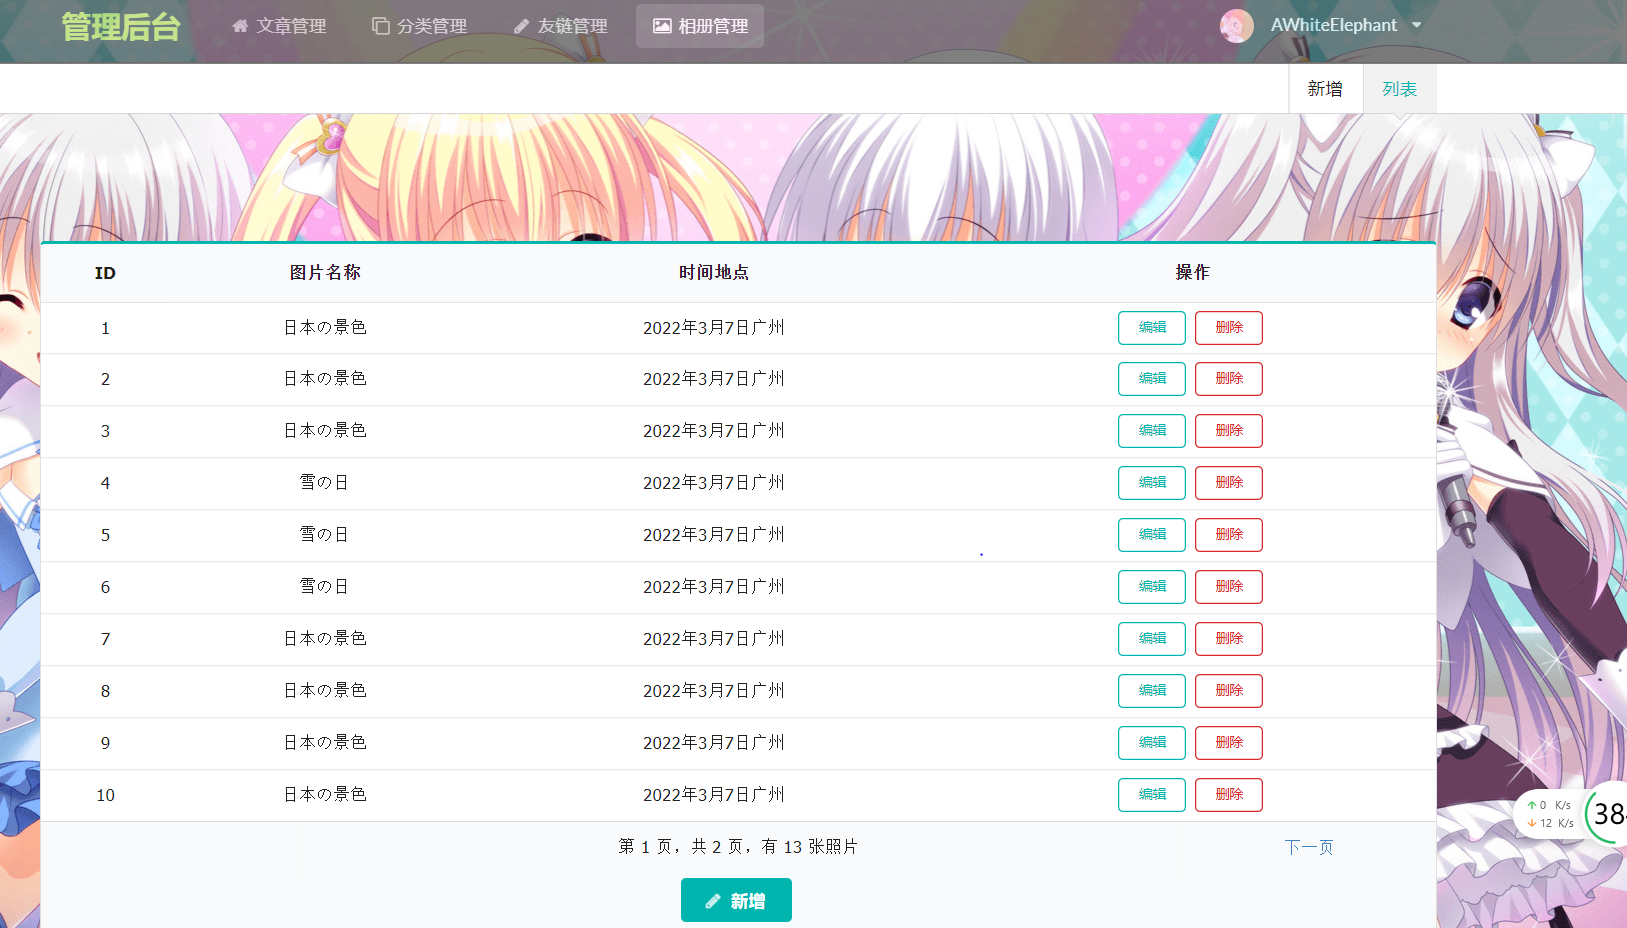 管理后台 文章管理 分类管理 友链管理 相册管理 AWhiteElephant
新增 列表
ID 图片名称 时间地点 操作
1 日本の景色 2022年3月7日广州 编辑 删除
2 日本の景色 2022年3月7日广州 编辑 删除
3 日本の景色 2022年3月7日广州 编辑 删除
4 雪の日 2022年3月7日广州 编辑 删除
5 雪の日 2022年3月7日广州 编辑 删除
6 雪の日 2022年3月7日广州 编辑 删除
7 日本の景色 2022年3月7日广州 编辑 删除
8 日本の景色 2022年3月7日广州 编辑 删除
9 日本の景色 2022年3月7日广州 编辑 删除
10 日本の景色 2022年3月7日广州 编辑 删除
↑ 0 K/s
↓ 12 K/s
第 1 页，共 2 页，有 13 张照片 下一页
新增